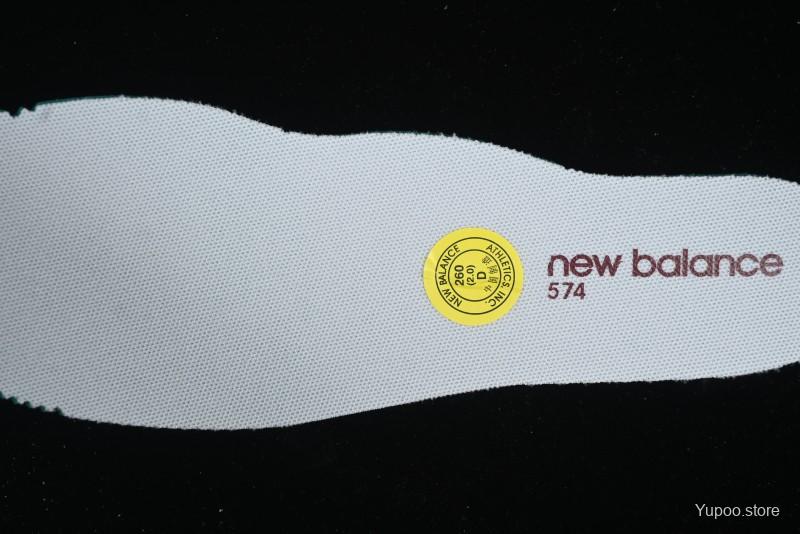 NEW BALANCE
ATHLETICS, INC.
260
(2.0)
D
new balance
574
Yupoo.store